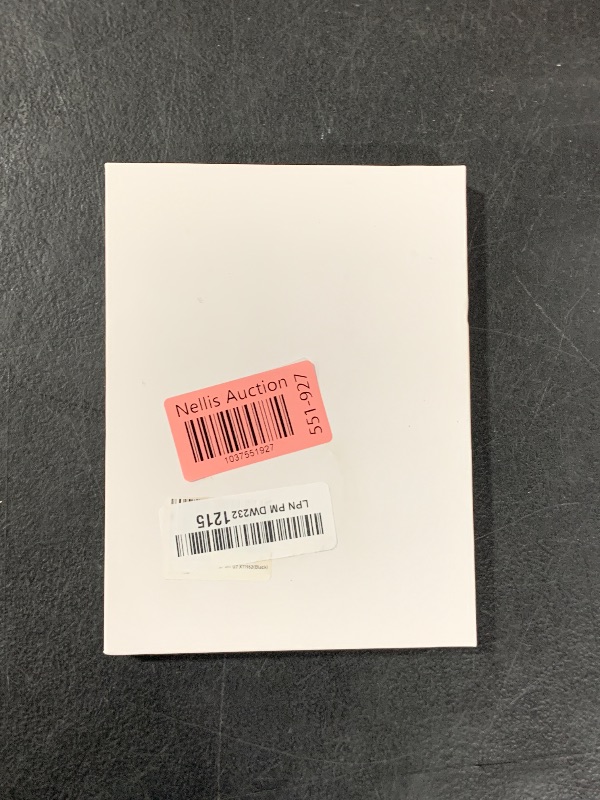 Nellis Auction
551-927
1037551927
LPN PM DW232 1215